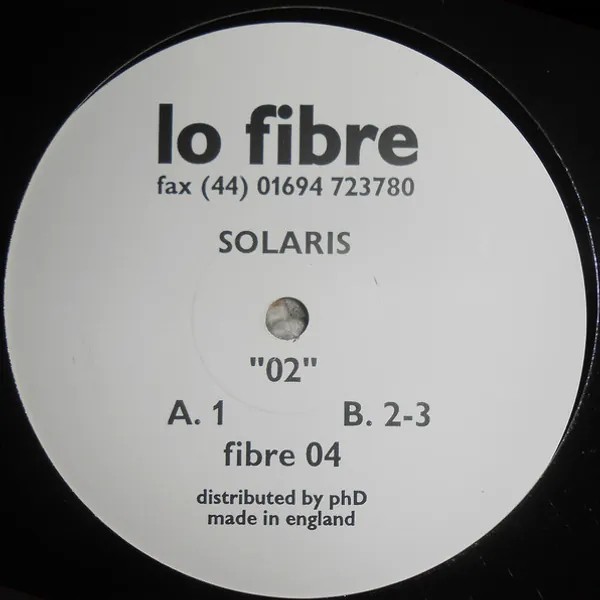 lo fibre
fax (44) 01694 723780
SOLARIS
"02"
A. 1 B. 2-3
fibre 04
distributed by phD
made in england